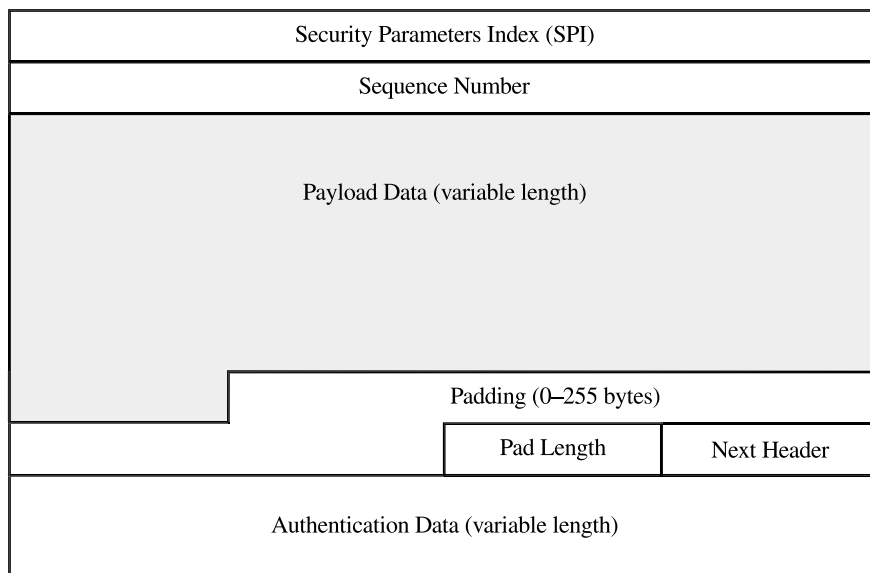 Security Parameters Index (SPI)
Sequence Number
Payload Data (variable length)
Padding (0–255 bytes)
Pad Length
Next Header
Authentication Data (variable length)